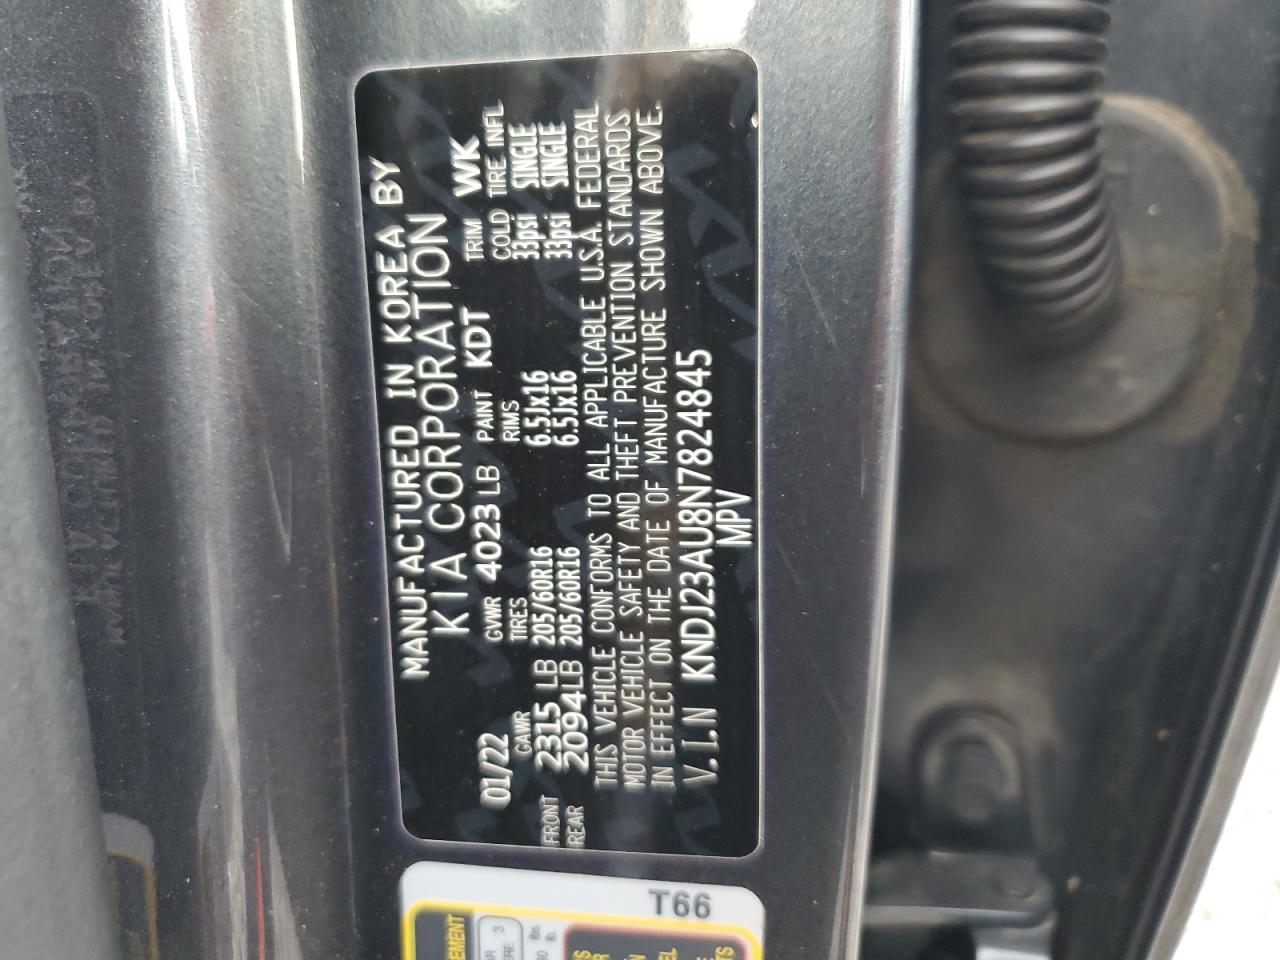 MANUFACTURED IN KOREA BY
KIA CORPORATION
01/22 GVWR 4023 LB PAINT KDT TRIM WK
GAWR TIRES RIMS COLD TIRE INFL
FRONT 2315 LB 205/60R16 6.5Jx16 33psi SINGLE
REAR 2094LB 205/60R16 6.5Jx16 33psi SINGLE
THIS VEHICLE CONFORMS TO ALL APPLICABLE U.S.A. FEDERAL
MOTOR VEHICLE SAFETY AND THEFT PREVENTION STANDARDS
IN EFFECT ON THE DATE OF MANUFACTURE SHOWN ABOVE.
V.I.N KNDJ23AU8N7824845
MPV
T66